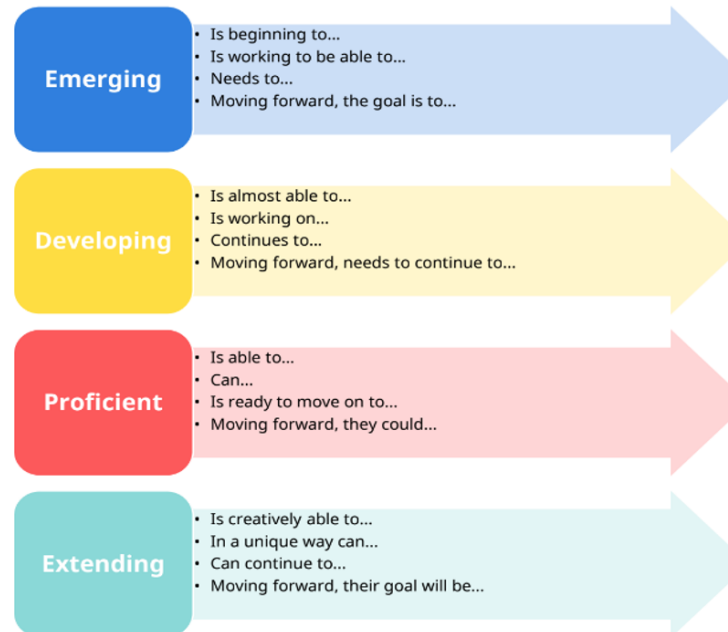 Emerging
• Is beginning to...
• Is working to be able to...
• Needs to...
• Moving forward, the goal is to...
Developing
• Is almost able to...
• Is working on...
• Continues to...
• Moving forward, needs to continue to...
Proficient
• Is able to...
• Can...
• Is ready to move on to...
• Moving forward, they could...
Extending
• Is creatively able to...
• In a unique way can...
• Can continue to...
• Moving forward, their goal will be...